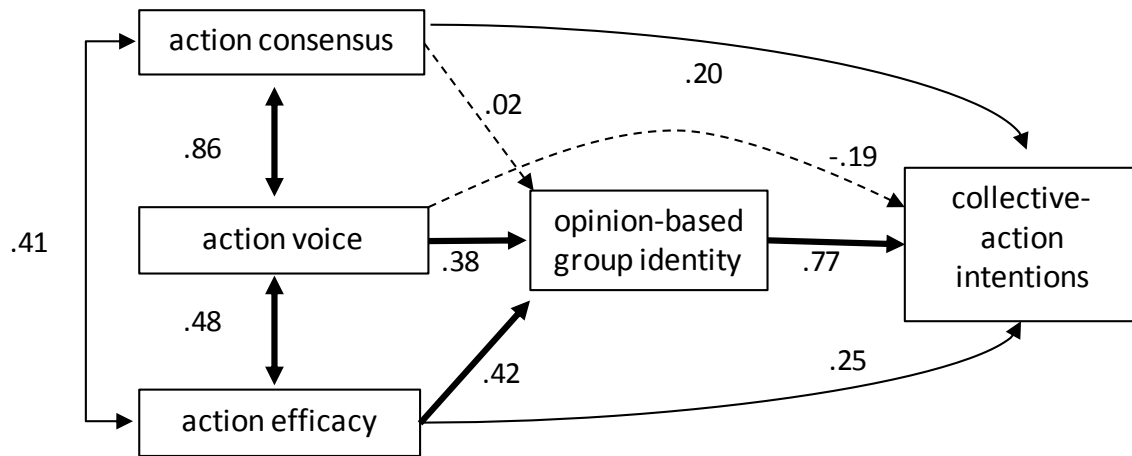 action consensus
.20
.02
.86
-.19
collective-
action
intentions
opinion-based
group identity
action voice
.41
.38
.77
.48
.42
.25
action efficacy